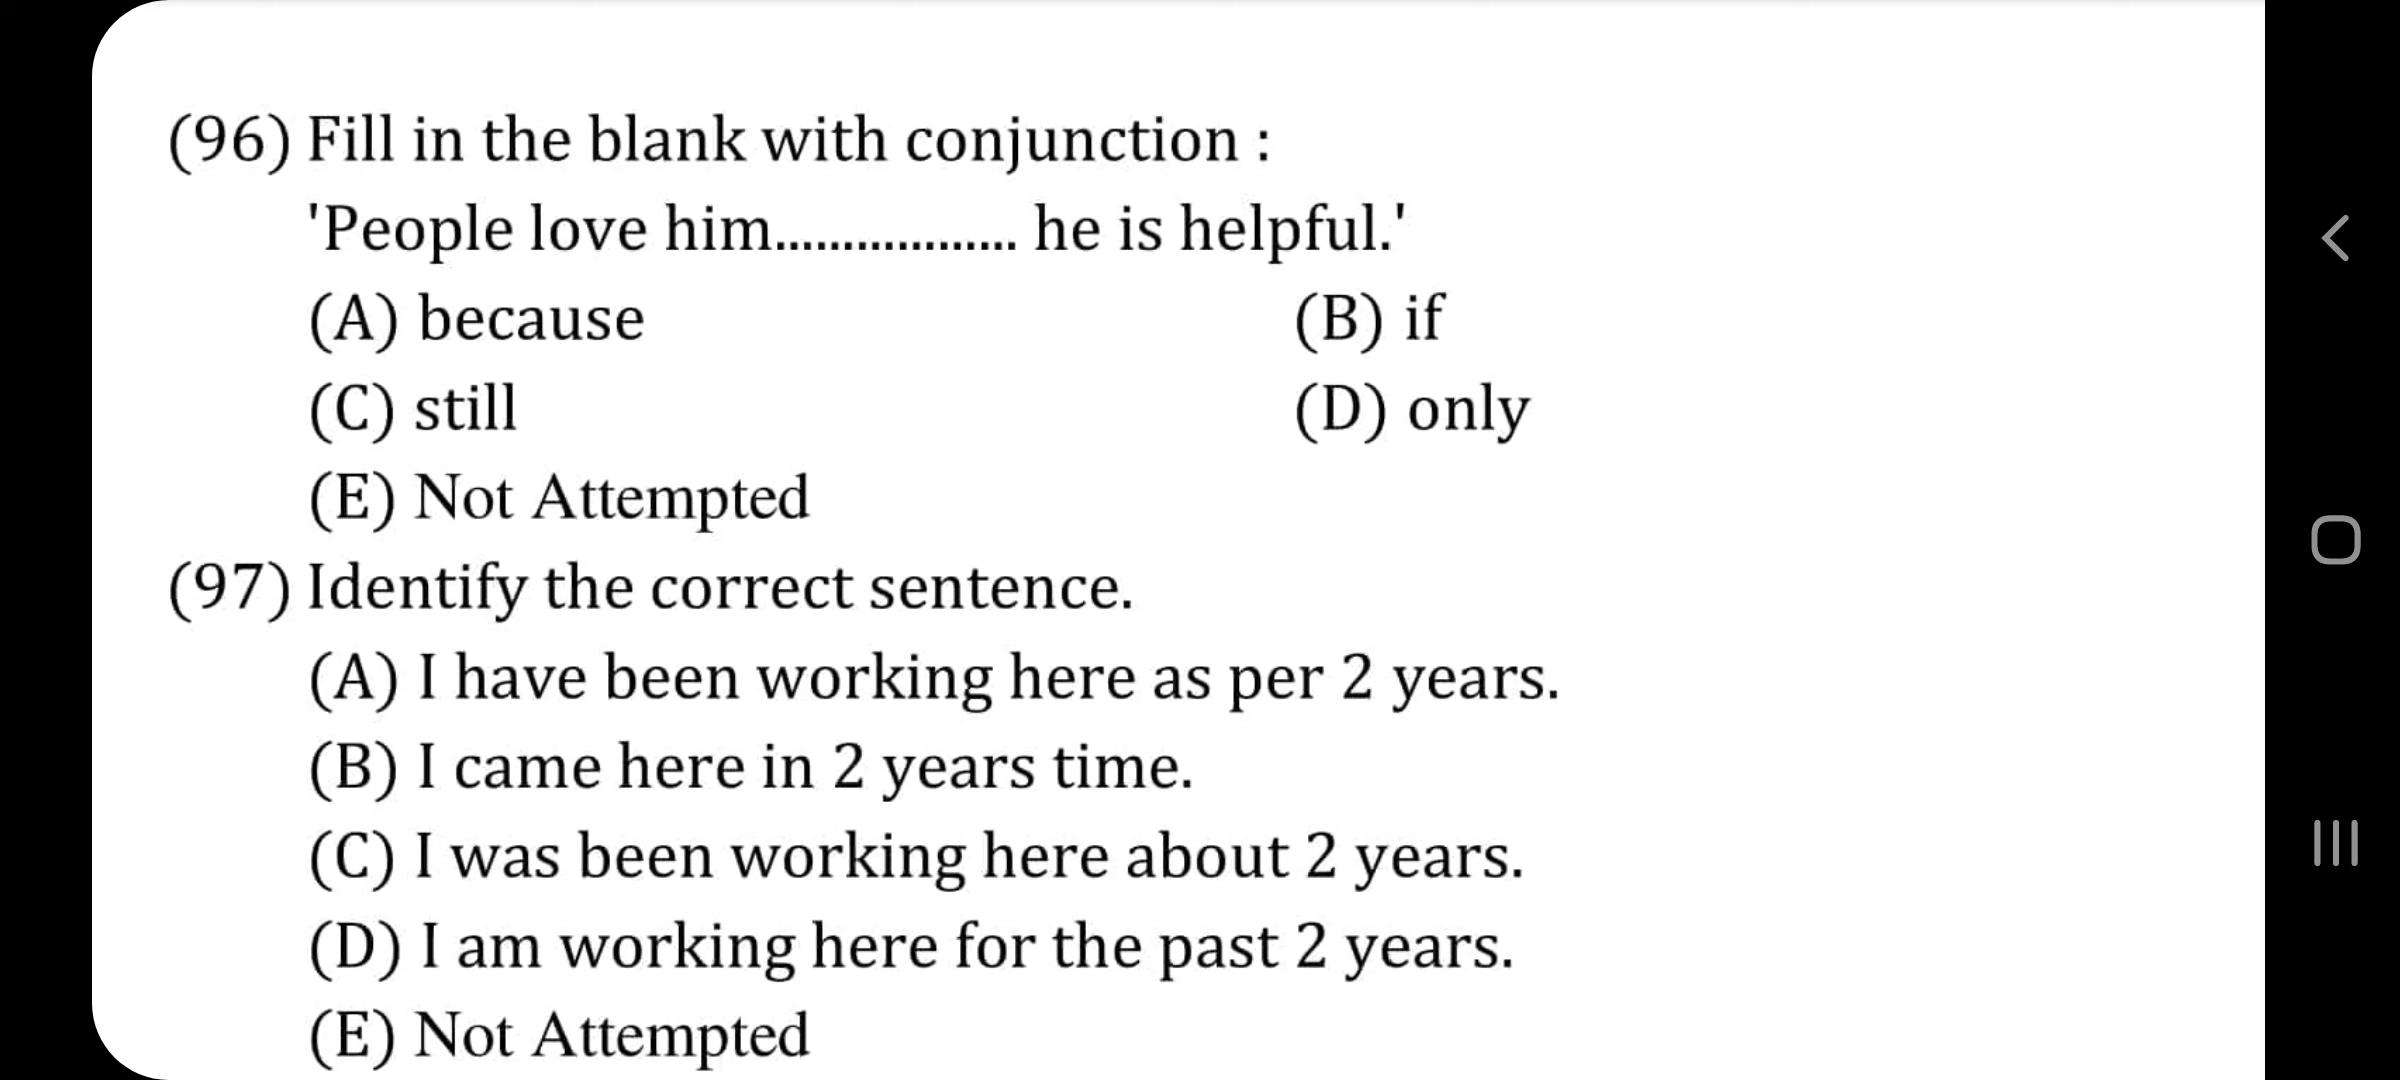 (96) Fill in the blank with conjunction :
'People love him.................. he is helpful.'
(A) because (B) if
(C) still (D) only
(E) Not Attempted
(97) Identify the correct sentence.
(A) I have been working here as per 2 years.
(B) I came here in 2 years time.
(C) I was been working here about 2 years.
(D) I am working here for the past 2 years.
(E) Not Attempted